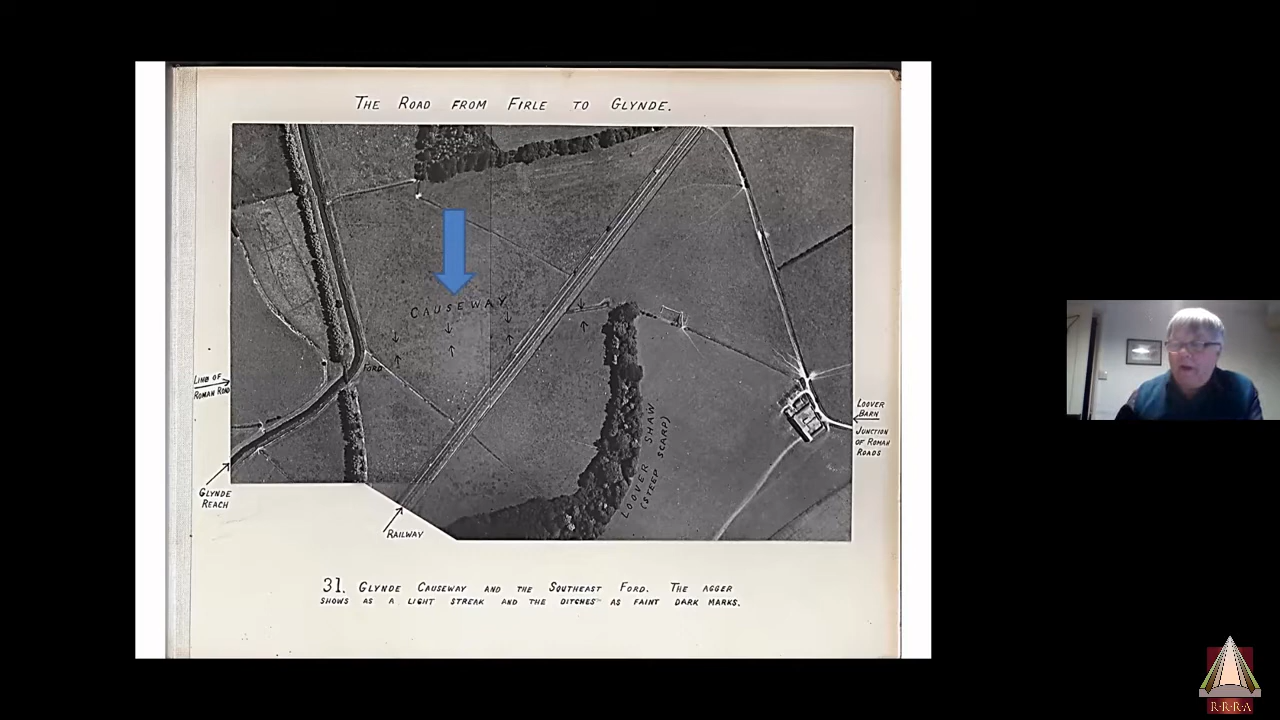 THE ROAD FROM FIRLE TO GLYNDE.
CAUSEWAY
FORD
LINE OF
ROMAN ROAD
LOOVER
BARN
JUNCTION
OF ROMAN
ROADS
LOOVER SHAW
(STEEP SCARP)
GLYNDE
REACH
RAILWAY
31. GLYNDE CAUSEWAY AND THE SOUTHEAST FORD. THE AGGER
SHOWS AS A LIGHT STREAK AND THE DITCHES AS FAINT DARK MARKS.
R·R·R·A